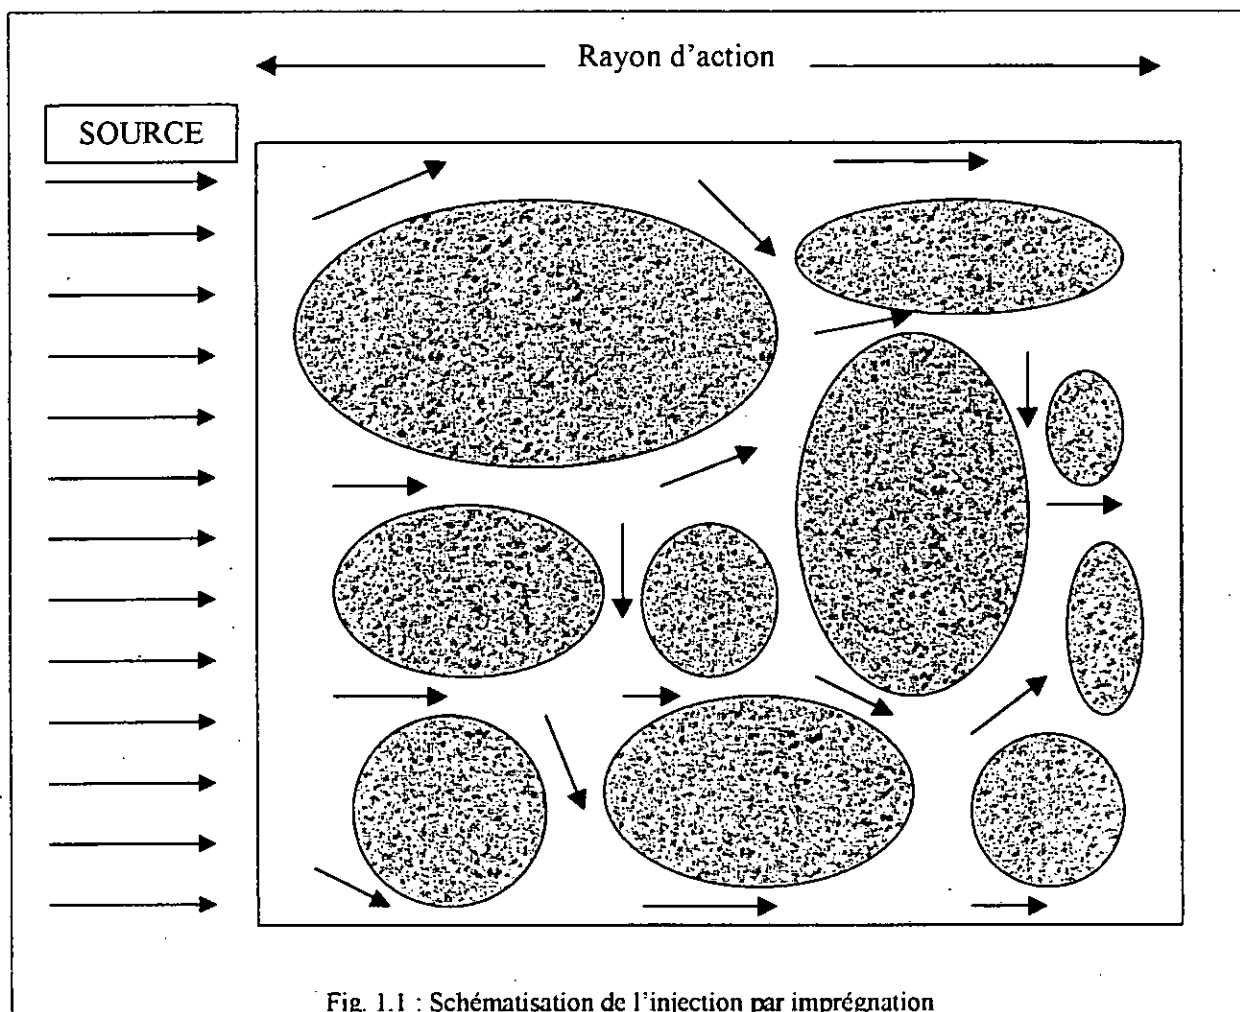 Rayon d'action
SOURCE
Fig. 1.1 : Schématisation de l'injection par imprégnation